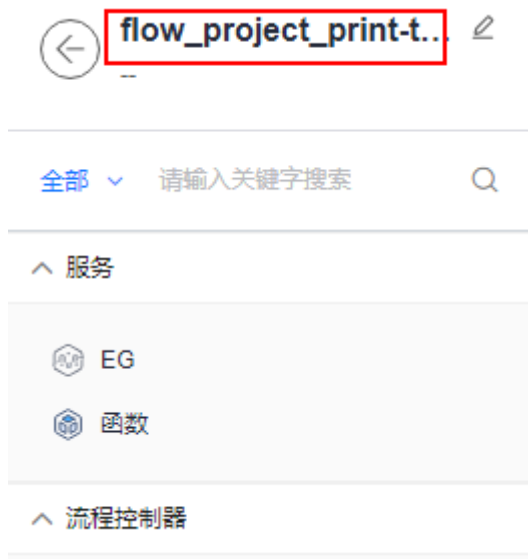 flow_project_print-t...
--
全部 请输入关键字搜索
服务
EG
函数
流程控制器